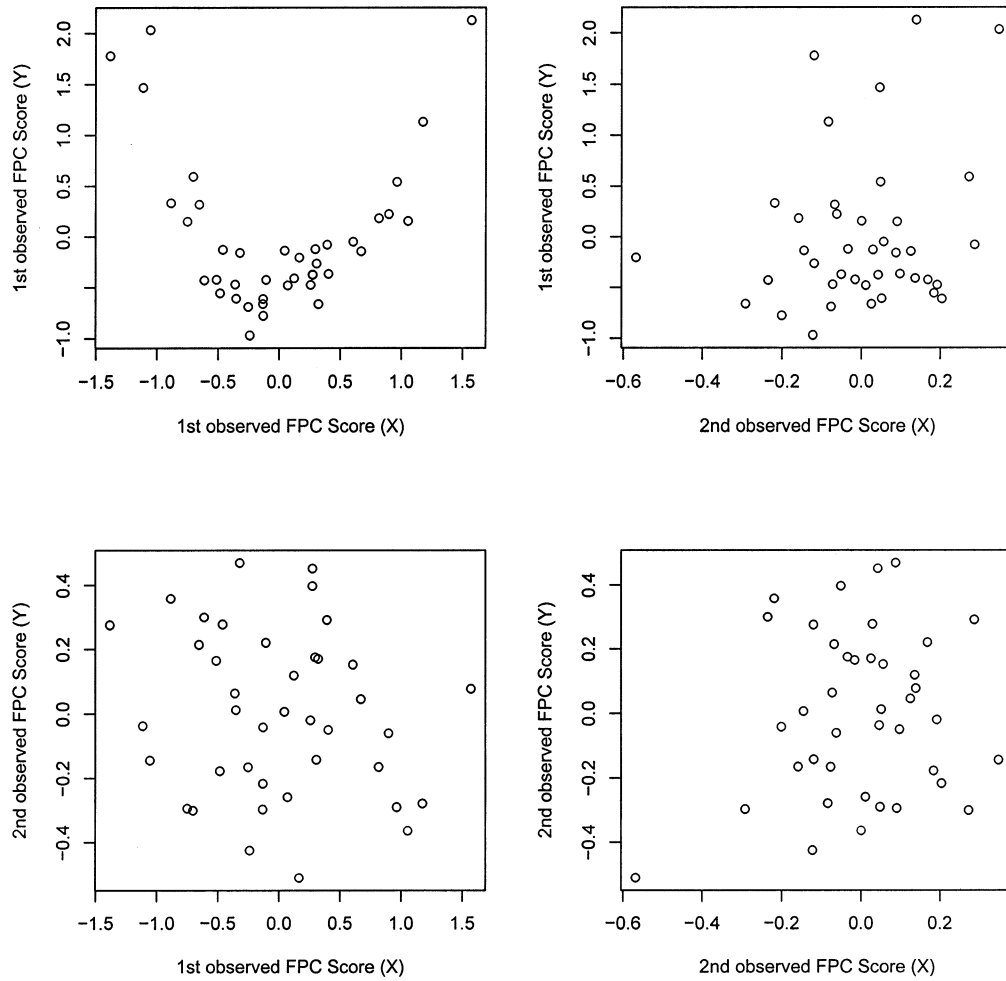 1st observed FPC Score (Y)
2.0
1.5
1.0
0.5
0.0
−1.0
−1.5 −1.0 −0.5 0.0 0.5 1.0 1.5
1st observed FPC Score (X)
1st observed FPC Score (Y)
2.0
1.5
1.0
0.5
0.0
−1.0
−0.6 −0.4 −0.2 0.0 0.2
2nd observed FPC Score (X)
2nd observed FPC Score (Y)
0.4
0.2
0.0
−0.2
−0.4
−1.5 −1.0 −0.5 0.0 0.5 1.0 1.5
1st observed FPC Score (X)
2nd observed FPC Score (Y)
0.4
0.2
0.0
−0.2
−0.4
−0.6 −0.4 −0.2 0.0 0.2
2nd observed FPC Score (X)